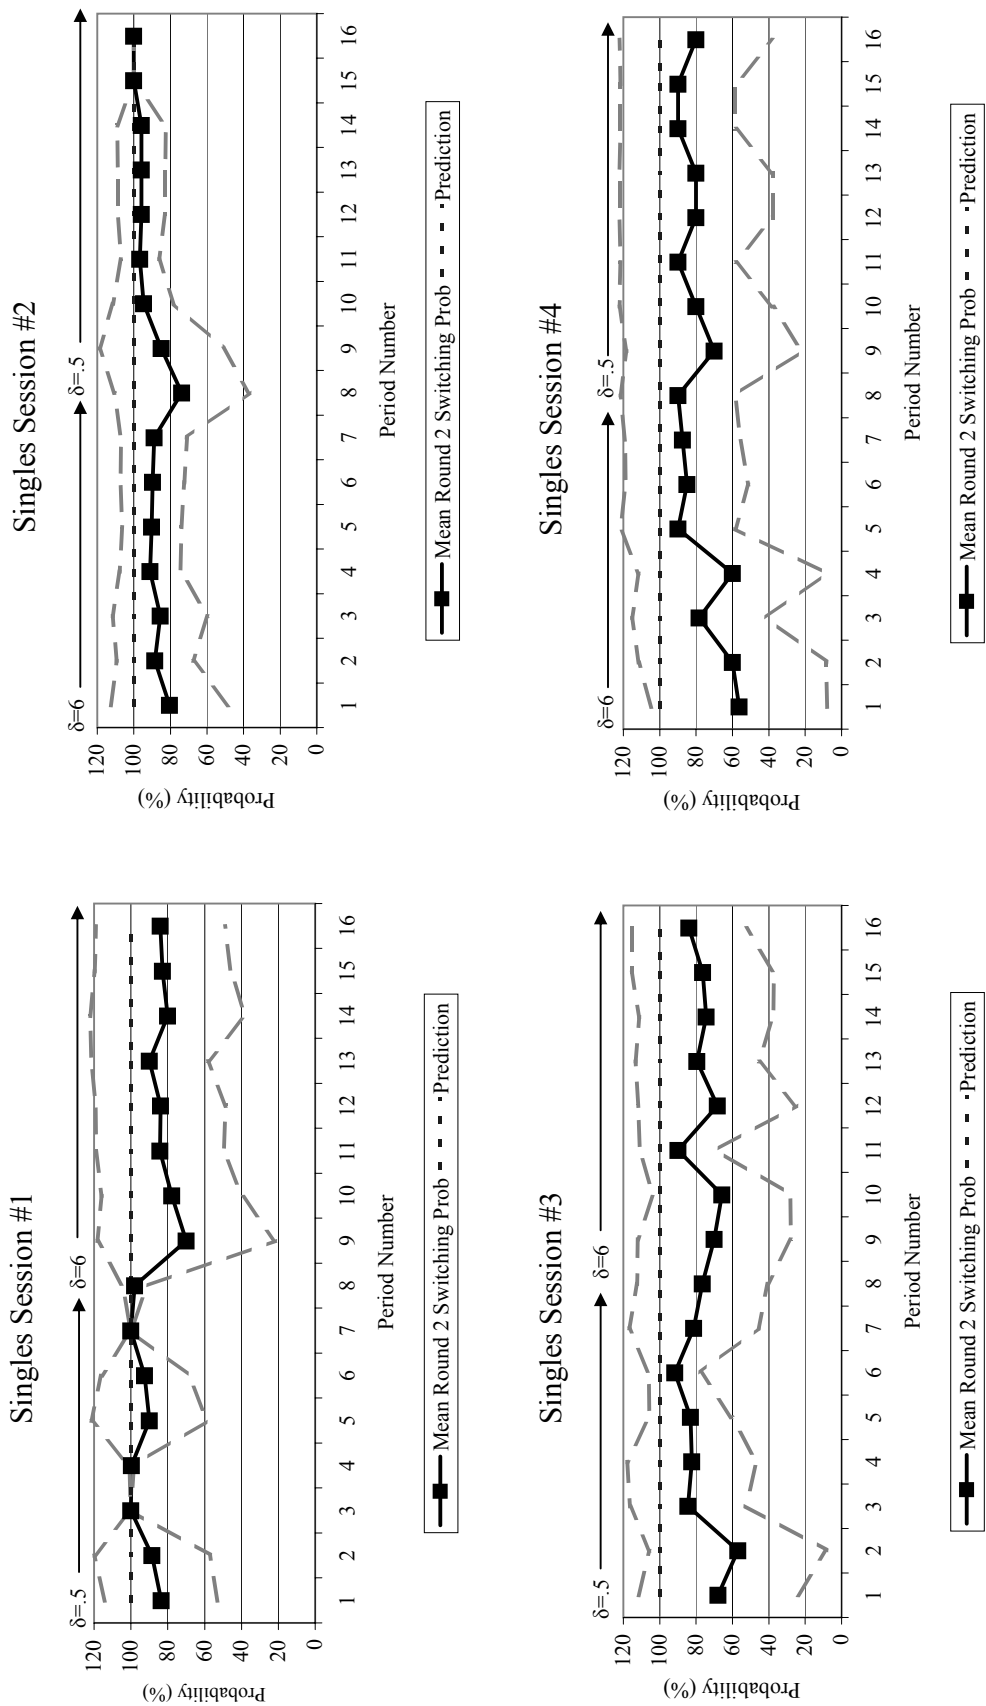 Singles Session #1
δ=.5
δ=6
120
100
80
60
40
20
0
Probability (%)
1 2 3 4 5 6 7 8 9 10 11 12 13 14 15 16
Period Number
Mean Round 2 Switching Prob Prediction
Singles Session #2
δ=6
δ=.5
120
100
80
60
40
20
0
Probability (%)
1 2 3 4 5 6 7 8 9 10 11 12 13 14 15 16
Period Number
Mean Round 2 Switching Prob Prediction
Singles Session #3
δ=.5
δ=6
120
100
80
60
40
20
0
Probability (%)
1 2 3 4 5 6 7 8 9 10 11 12 13 14 15 16
Period Number
Mean Round 2 Switching Prob Prediction
Singles Session #4
δ=6
δ=.5
120
100
80
60
40
20
0
Probability (%)
1 2 3 4 5 6 7 8 9 10 11 12 13 14 15 16
Period Number
Mean Round 2 Switching Prob Prediction